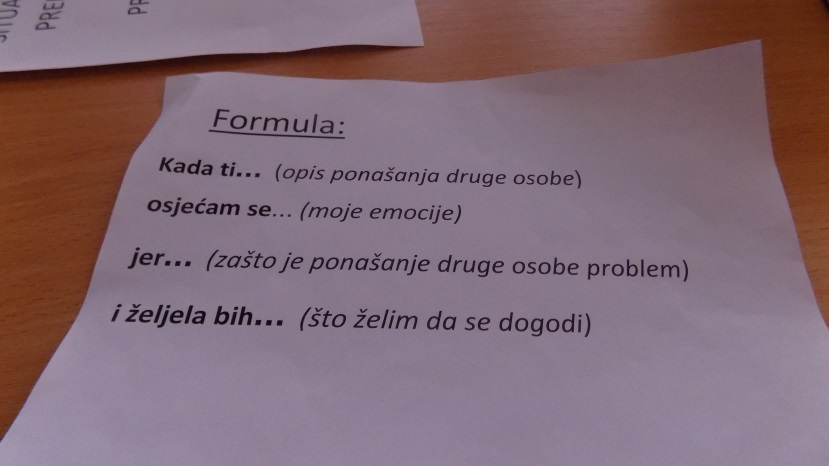 Formula:
Kada ti... (opis ponašanja druge osobe)
osjećam se... (moje emocije)
jer... (zašto je ponašanje druge osobe problem)
i željela bih... (što želim da se dogodi)